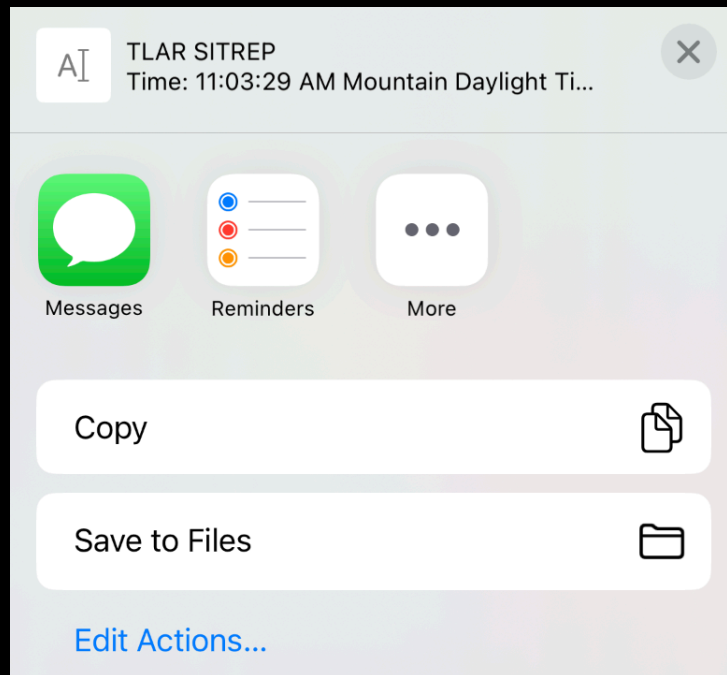 A
TLAR SITREP
Time: 11:03:29 AM Mountain Daylight Ti...
Messages
Reminders
More
Copy
Save to Files
Edit Actions...